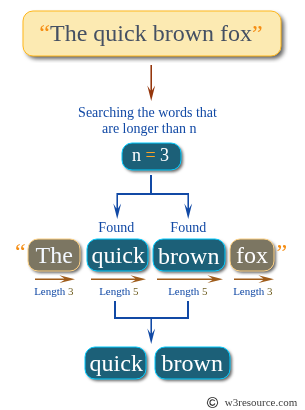 “The quick brown fox”
Searching the words that
are longer than n
n = 3
Found Found
“ The quick brown fox ”
Length 3 Length 5 Length 5 Length 3
quick brown
© w3resource.com